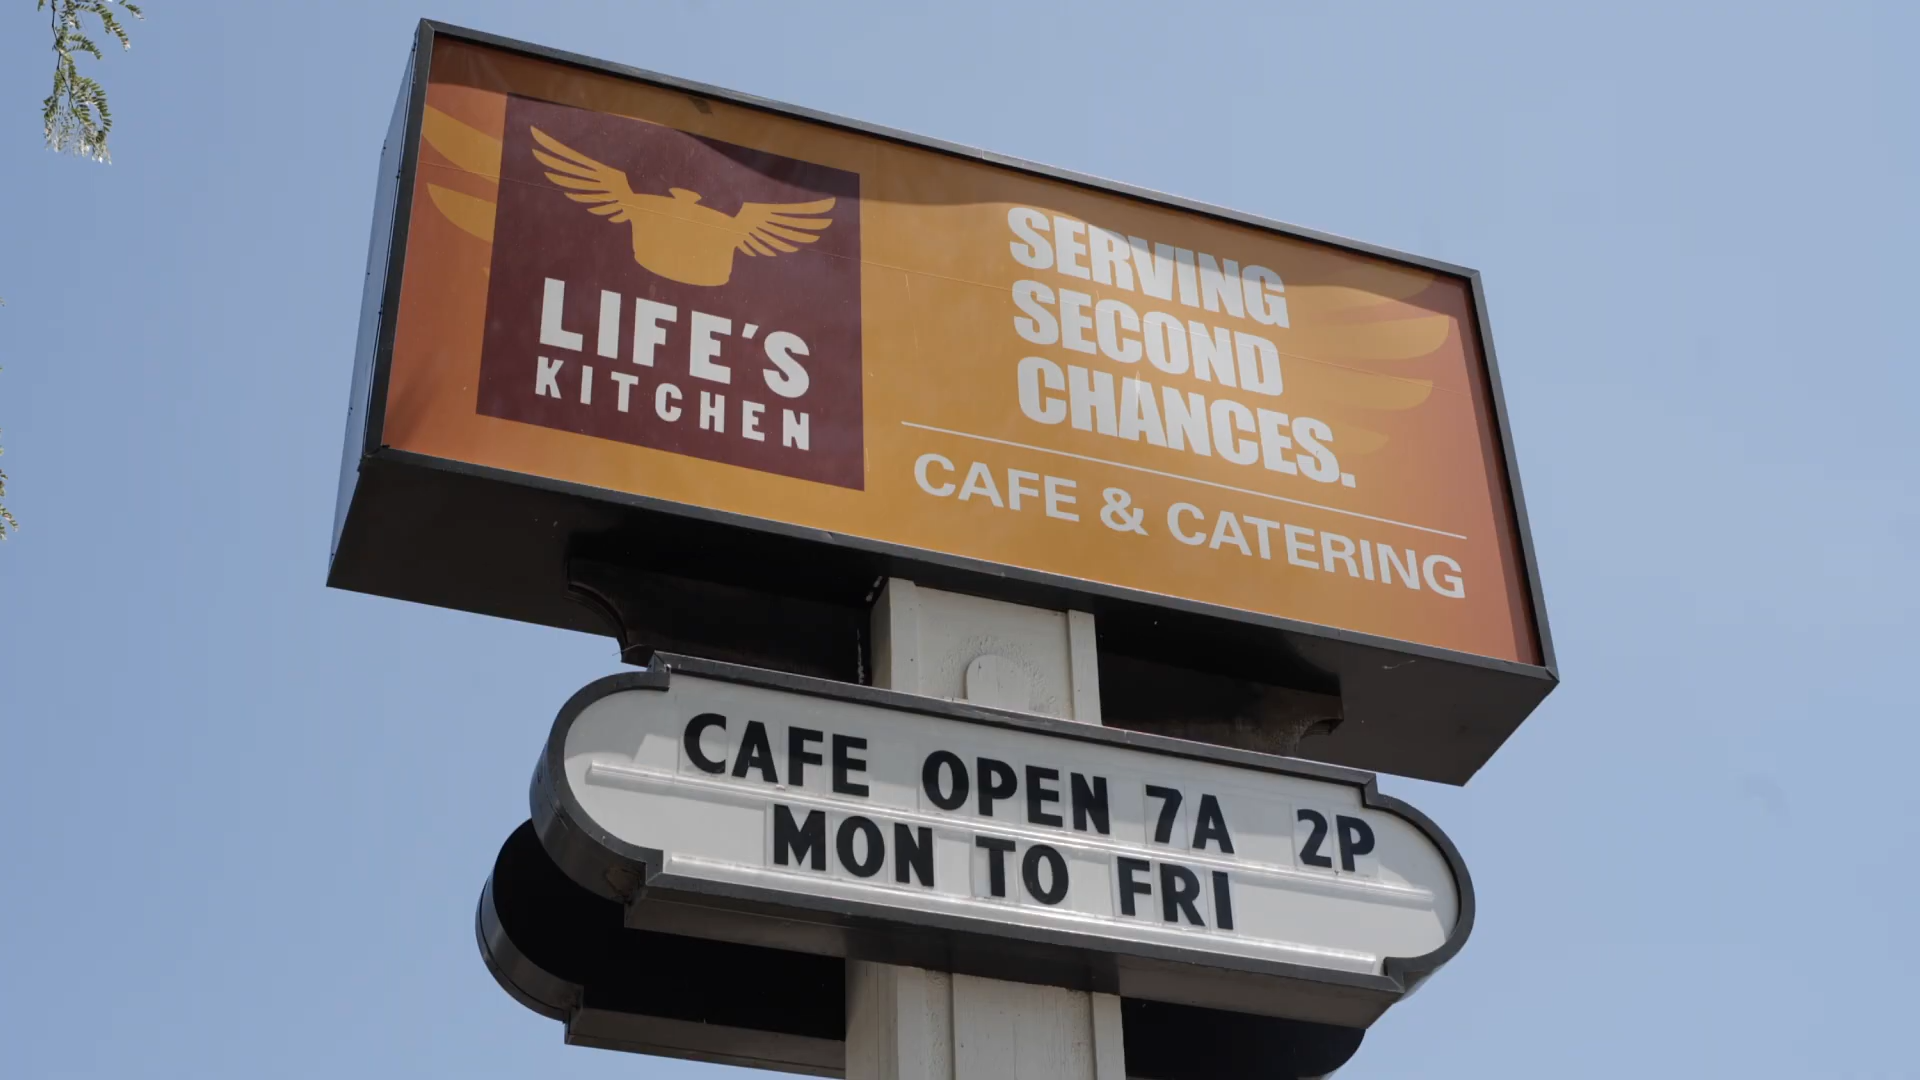 LIFE'S
KITCHEN
SERVING
SECOND
CHANCES.
CAFE & CATERING
CAFE OPEN 7A 2P
MON TO FRI